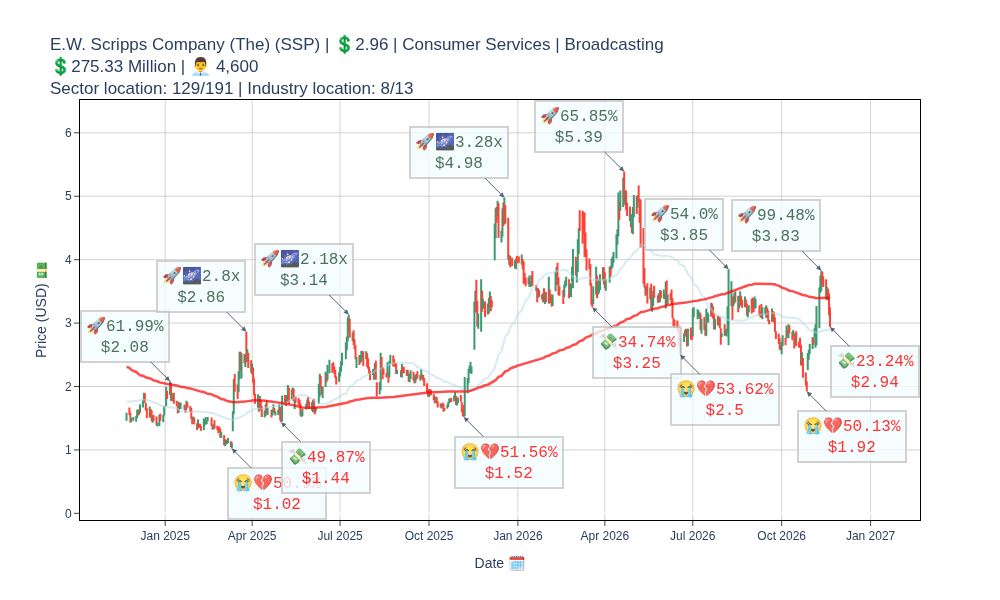 E.W. Scripps Company (The) (SSP) | 💲2.96 | Consumer Services | Broadcasting
💲275.33 Million | 👨‍💼 4,600
Sector location: 129/191 | Industry location: 8/13
🚀65.85%
$5.39
🚀🌌3.28x
$4.98
🚀54.0%
$3.85
🚀99.48%
$3.83
🚀🌌2.18x
$3.14
🚀🌌2.8x
$2.86
🚀61.99%
$2.08
💸34.74%
$3.25
💸23.24%
$2.94
😭💔53.62%
$2.5
😭💔50.13%
$1.92
😭💔51.56%
$1.52
💸49.87%
$1.44
😭💔
$1.02
6
5
4
3
2
1
0
Price (USD) 💵
Jan 2025
Apr 2025
Jul 2025
Oct 2025
Jan 2026
Apr 2026
Jul 2026
Oct 2026
Jan 2027
Date 🗓️